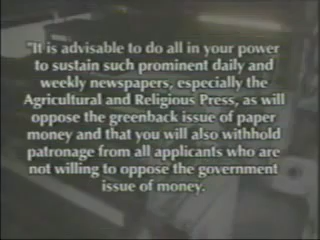 "It is advisable to do all in your power
to sustain such prominent daily and
weekly newspapers, especially the
Agricultural and Religious Press, as will
oppose the greenback issue of paper
money and that you will also withhold
patronage from all applicants who are
not willing to oppose the government
issue of money.